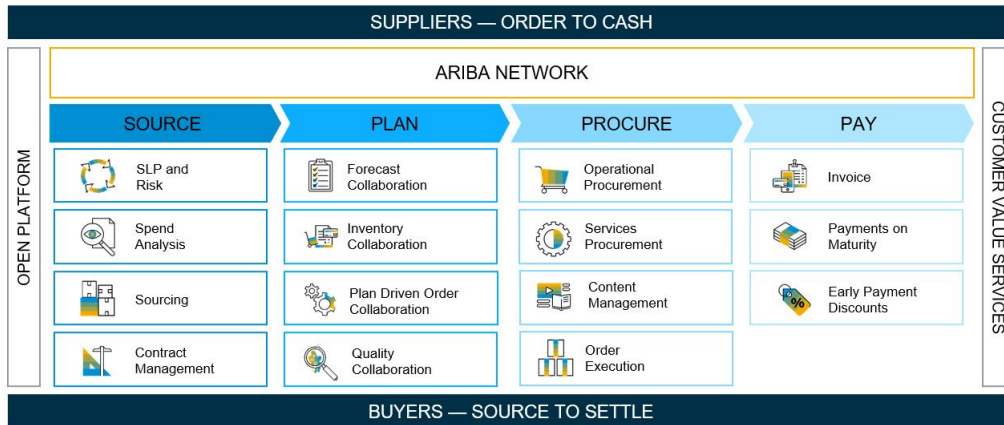 SUPPLIERS — ORDER TO CASH
OPEN PLATFORM
ARIBA NETWORK
CUSTOMER VALUE SERVICES
SOURCE
PLAN
PROCURE
PAY
SLP and
Risk
Forecast
Collaboration
Operational
Procurement
Invoice
Spend
Analysis
Inventory
Collaboration
Services
Procurement
Payments on
Maturity
Sourcing
Plan Driven Order
Collaboration
Content
Management
%
Early Payment
Discounts
Contract
Management
Quality
Collaboration
Order
Execution
BUYERS — SOURCE TO SETTLE